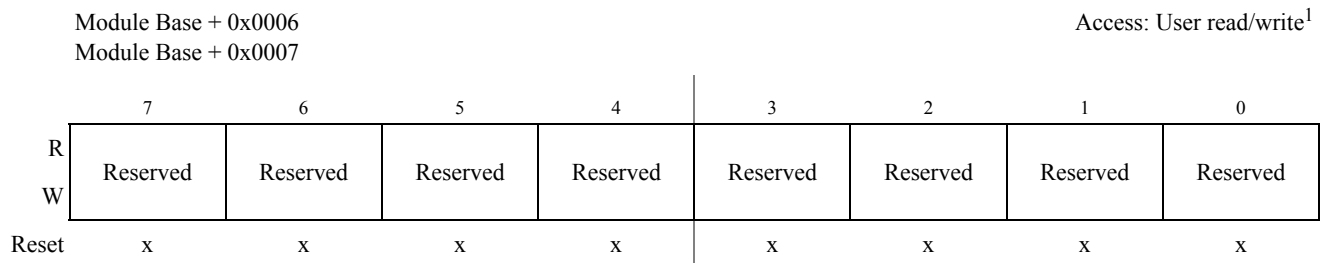 Module Base + 0x0006 Access: User read/write1
Module Base + 0x0007
7 6 5 4 3 2 1 0
R
Reserved Reserved Reserved Reserved Reserved Reserved Reserved Reserved
W
Reset x x x x x x x x